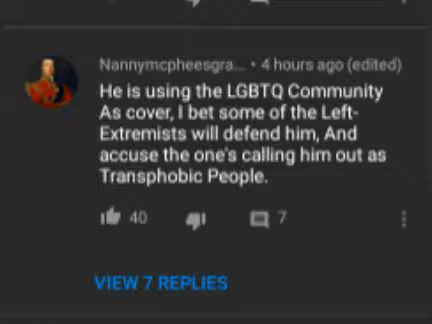 Nannymcpheesgra... • 4 hours ago (edited)
He is using the LGBTQ Community
As cover, I bet some of the Left-
Extremists will defend him, And
accuse the one's calling him out as
Transphobic People.
40
7
VIEW 7 REPLIES